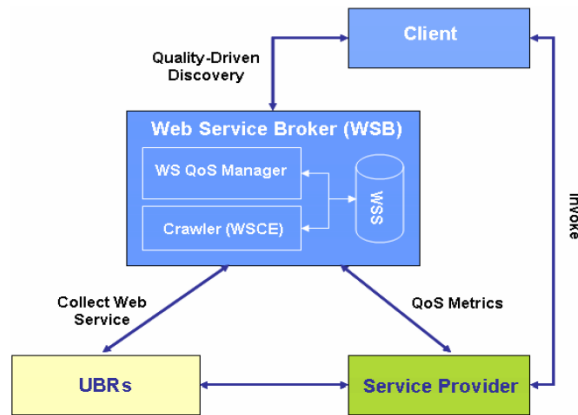 Client
Quality-Driven
Discovery
Web Service Broker (WSB)
WS QoS Manager
WSS
Crawler (WSCE)
Invoke
Collect Web
Service
QoS Metrics
UBRs
Service Provider